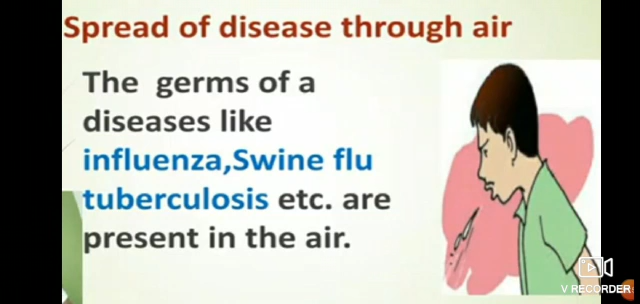 Spread of disease through air
The germs of a
diseases like
influenza,Swine flu
tuberculosis etc. are
present in the air.
V RECORDER